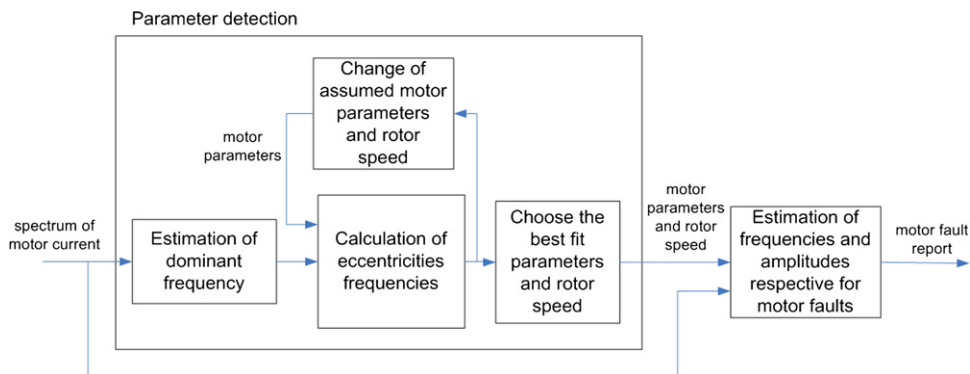 Parameter detection
Change of
assumed motor
parameters
and rotor
speed
motor
parameters
spectrum of
motor current
Estimation of
dominant
frequency
Calculation of
eccentricities
frequencies
Choose the
best fit
parameters
and rotor
speed
motor
parameters
and rotor
speed
Estimation of
frequencies and
amplitudes
respective for
motor faults
motor fault
report